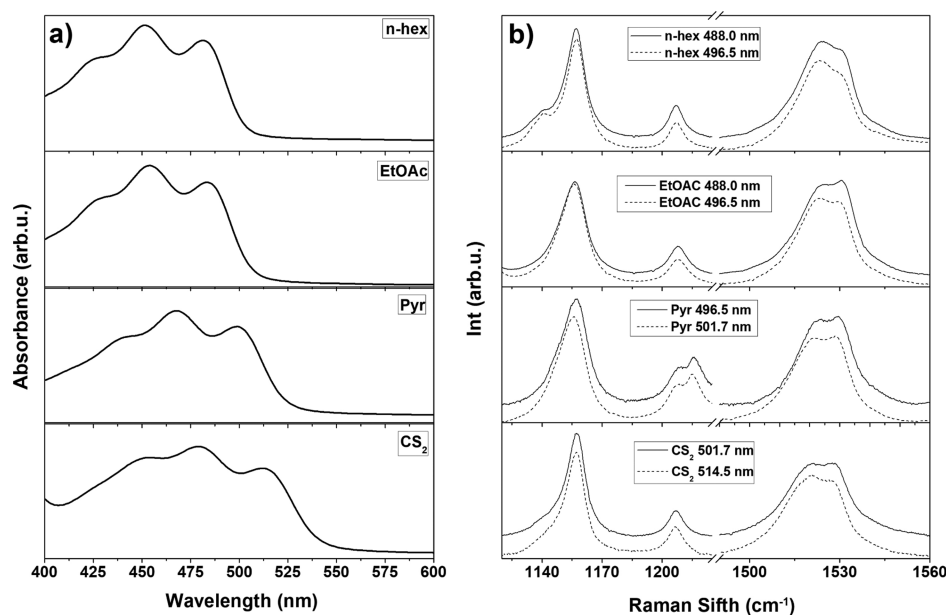 a)
n-hex
EtOAc
Pyr
CS2
Absorbance (arb.u.)
400 425 450 475 500 525 550 575 600
Wavelength (nm)
b)
n-hex 488.0 nm
n-hex 496.5 nm
EtOAC 488.0 nm
EtOAC 496.5 nm
Pyr 496.5 nm
Pyr 501.7 nm
CS2 501.7 nm
CS2 514.5 nm
Int (arb.u.)
1140 1170 1200 1500 1530 1560
Raman Sifth (cm-1)